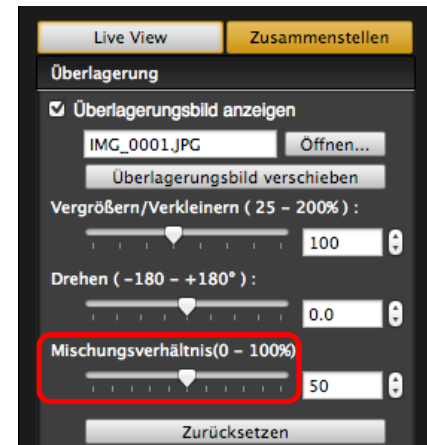 Live View Zusammenstellen
Überlagerung
Überlagerungsbild anzeigen
IMG_0001.JPG Öffnen...
Überlagerungsbild verschieben
Vergrößern/Verkleinern ( 25 – 200% ) :
100
Drehen ( –180 – +180° ) :
0.0
Mischungsverhältnis(0 – 100%)
50
Zurücksetzen